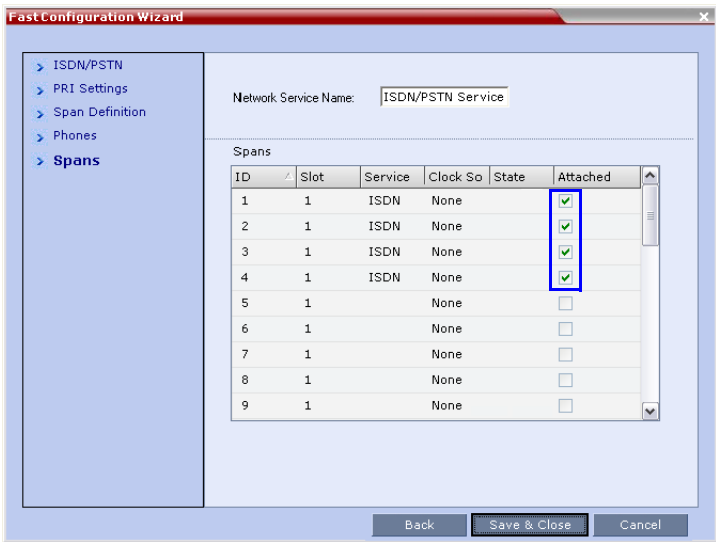 Fast Configuration Wizard
ISDN/PSTN
PRI Settings
Span Definition
Phones
Spans
Network Service Name: ISDN/PSTN Service
Spans
ID Slot Service Clock So State Attached
1 1 ISDN None
2 1 ISDN None
3 1 ISDN None
4 1 ISDN None
5 1 None
6 1 None
7 1 None
8 1 None
9 1 None
Back Save & Close Cancel